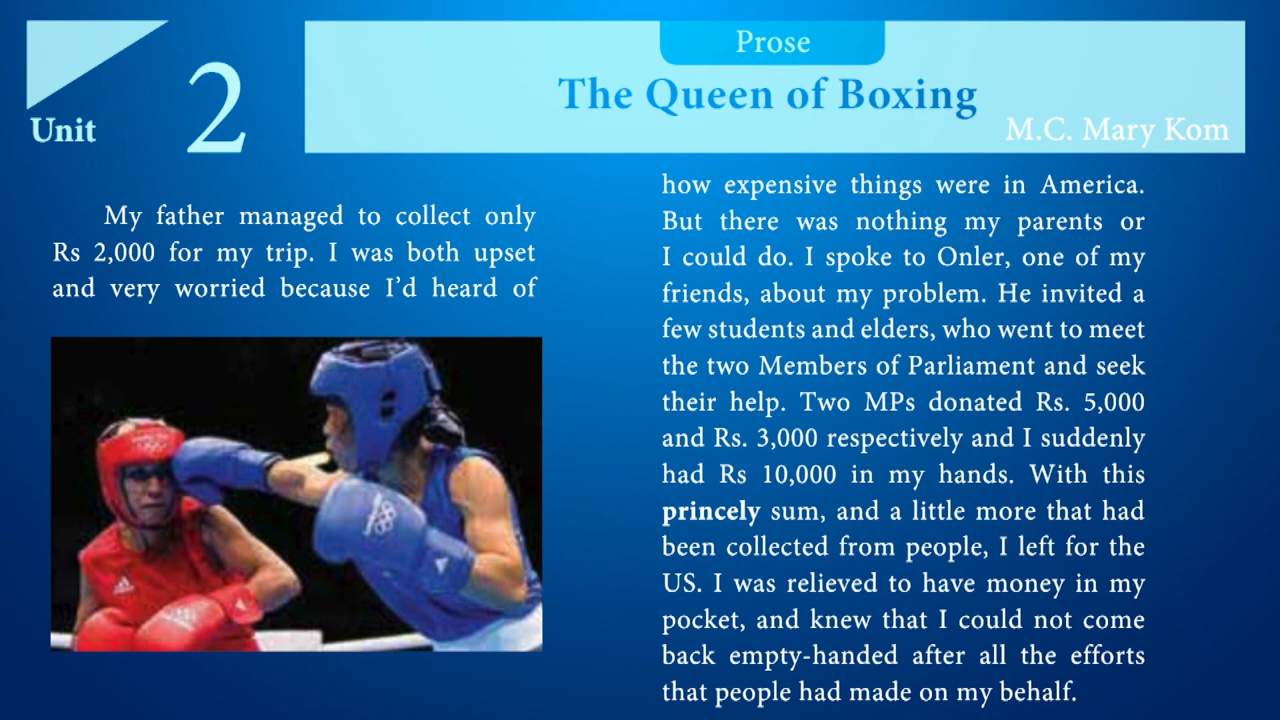 Unit
2
Prose
The Queen of Boxing
M.C. Mary Kom
My father managed to collect only
Rs 2,000 for my trip. I was both upset
and very worried because I’d heard of
how expensive things were in America.
But there was nothing my parents or
I could do. I spoke to Onler, one of my
friends, about my problem. He invited a
few students and elders, who went to meet
the two Members of Parliament and seek
their help. Two MPs donated Rs. 5,000
and Rs. 3,000 respectively and I suddenly
had Rs 10,000 in my hands. With this
princely sum, and a little more that had
been collected from people, I left for the
US. I was relieved to have money in my
pocket, and knew that I could not come
back empty-handed after all the efforts
that people had made on my behalf.